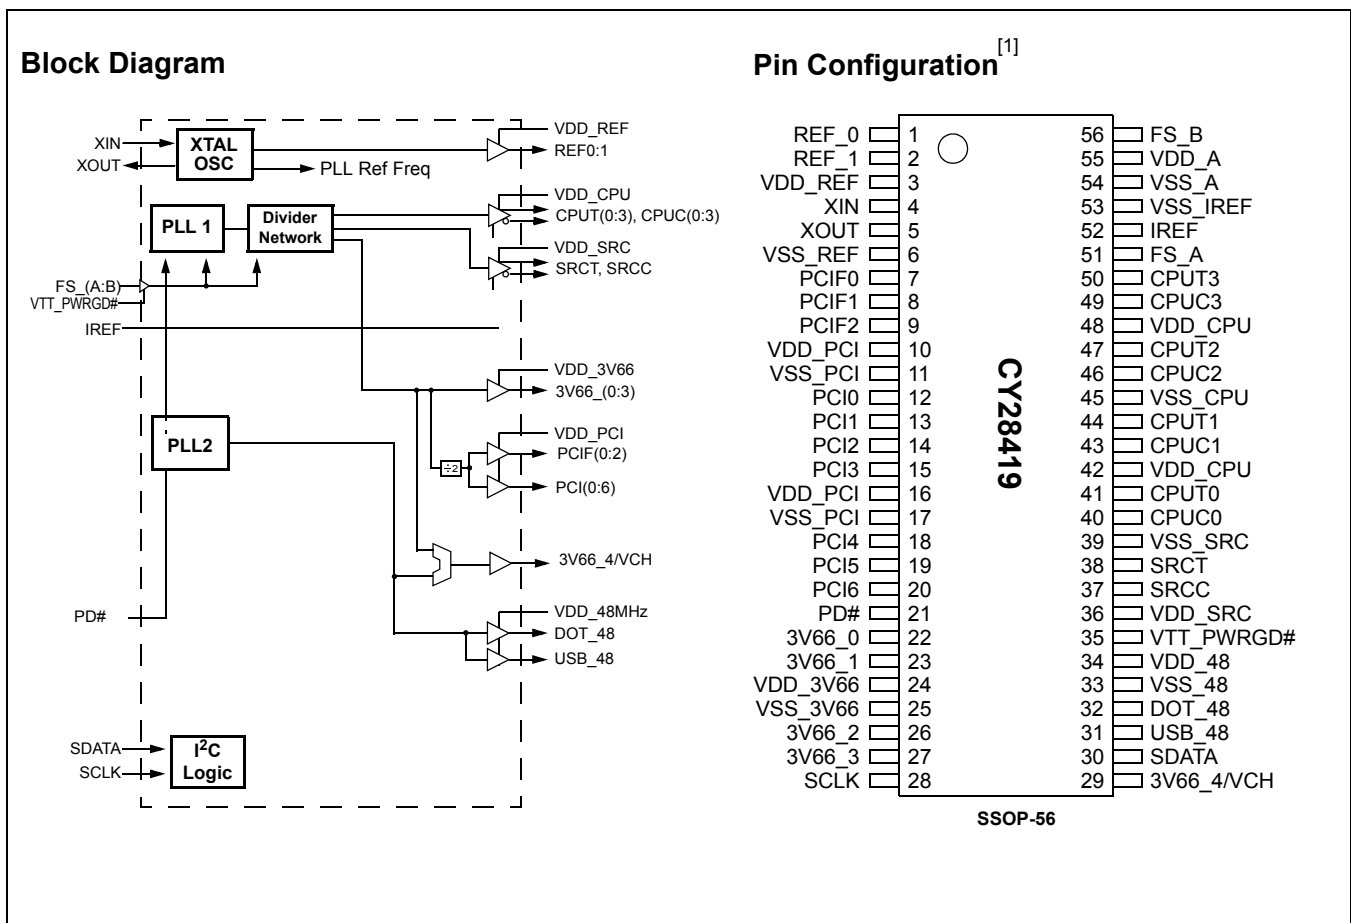 Block Diagram
XIN
XOUT
XTAL
OSC
VDD_REF
REF0:1
PLL Ref Freq
PLL 1
Divider
Network
VDD_CPU
CPUT(0:3), CPUC(0:3)
VDD_SRC
SRCT, SRCC
FS_(A:B)
VTT_PWRGD#
IREF
VDD_3V66
3V66_(0:3)
PLL2
VDD_PCI
PCIF(0:2)
÷2
PCI(0:6)
3V66_4/VCH
PD#
VDD_48MHz
DOT_48
USB_48
SDATA
SCLK
I2C
Logic
Pin Configuration[1]
REF_0 1 56 FS_B
REF_1 2 55 VDD_A
VDD_REF 3 54 VSS_A
XIN 4 53 VSS_IREF
XOUT 5 52 IREF
VSS_REF 6 51 FS_A
PCIF0 7 50 CPUT3
PCIF1 8 49 CPUC3
PCIF2 9 48 VDD_CPU
VDD_PCI 10 47 CPUT2
VSS_PCI 11 46 CPUC2
PCI0 12 45 VSS_CPU
PCI1 13 44 CPUT1
PCI2 14 43 CPUC1
PCI3 15 42 VDD_CPU
VDD_PCI 16 41 CPUT0
VSS_PCI 17 40 CPUC0
PCI4 18 39 VSS_SRC
PCI5 19 38 SRCT
PCI6 20 37 SRCC
PD# 21 36 VDD_SRC
3V66_0 22 35 VTT_PWRGD#
3V66_1 23 34 VDD_48
VDD_3V66 24 33 VSS_48
VSS_3V66 25 32 DOT_48
3V66_2 26 31 USB_48
3V66_3 27 30 SDATA
SCLK 28 29 3V66_4/VCH
CY28419
SSOP-56